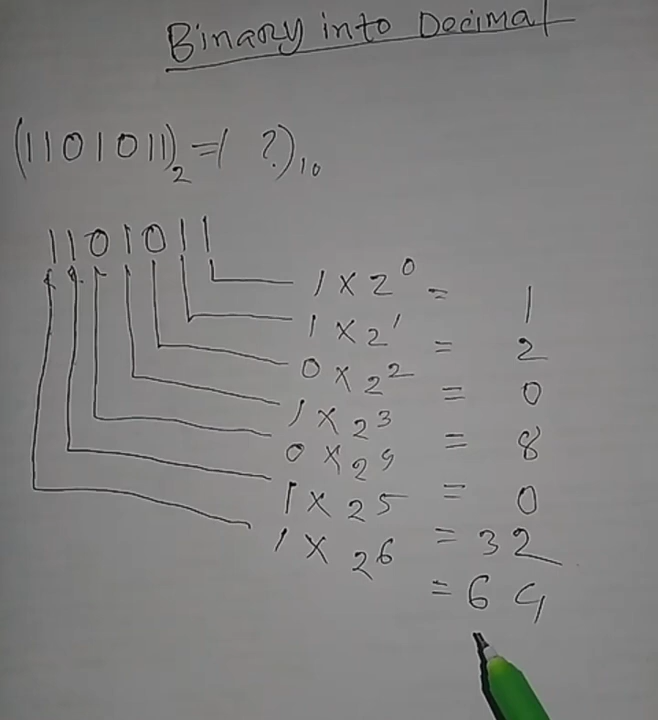 Binary into Decimal
(1101011)₂ = ( ?)₁₀
1101011
1 × 2⁰ = 1
1 × 2¹ = 2
0 × 2² = 0
1 × 2³ = 8
0 × 2⁴ = 0
1 × 2⁵ = 32
1 × 2⁶ = 64